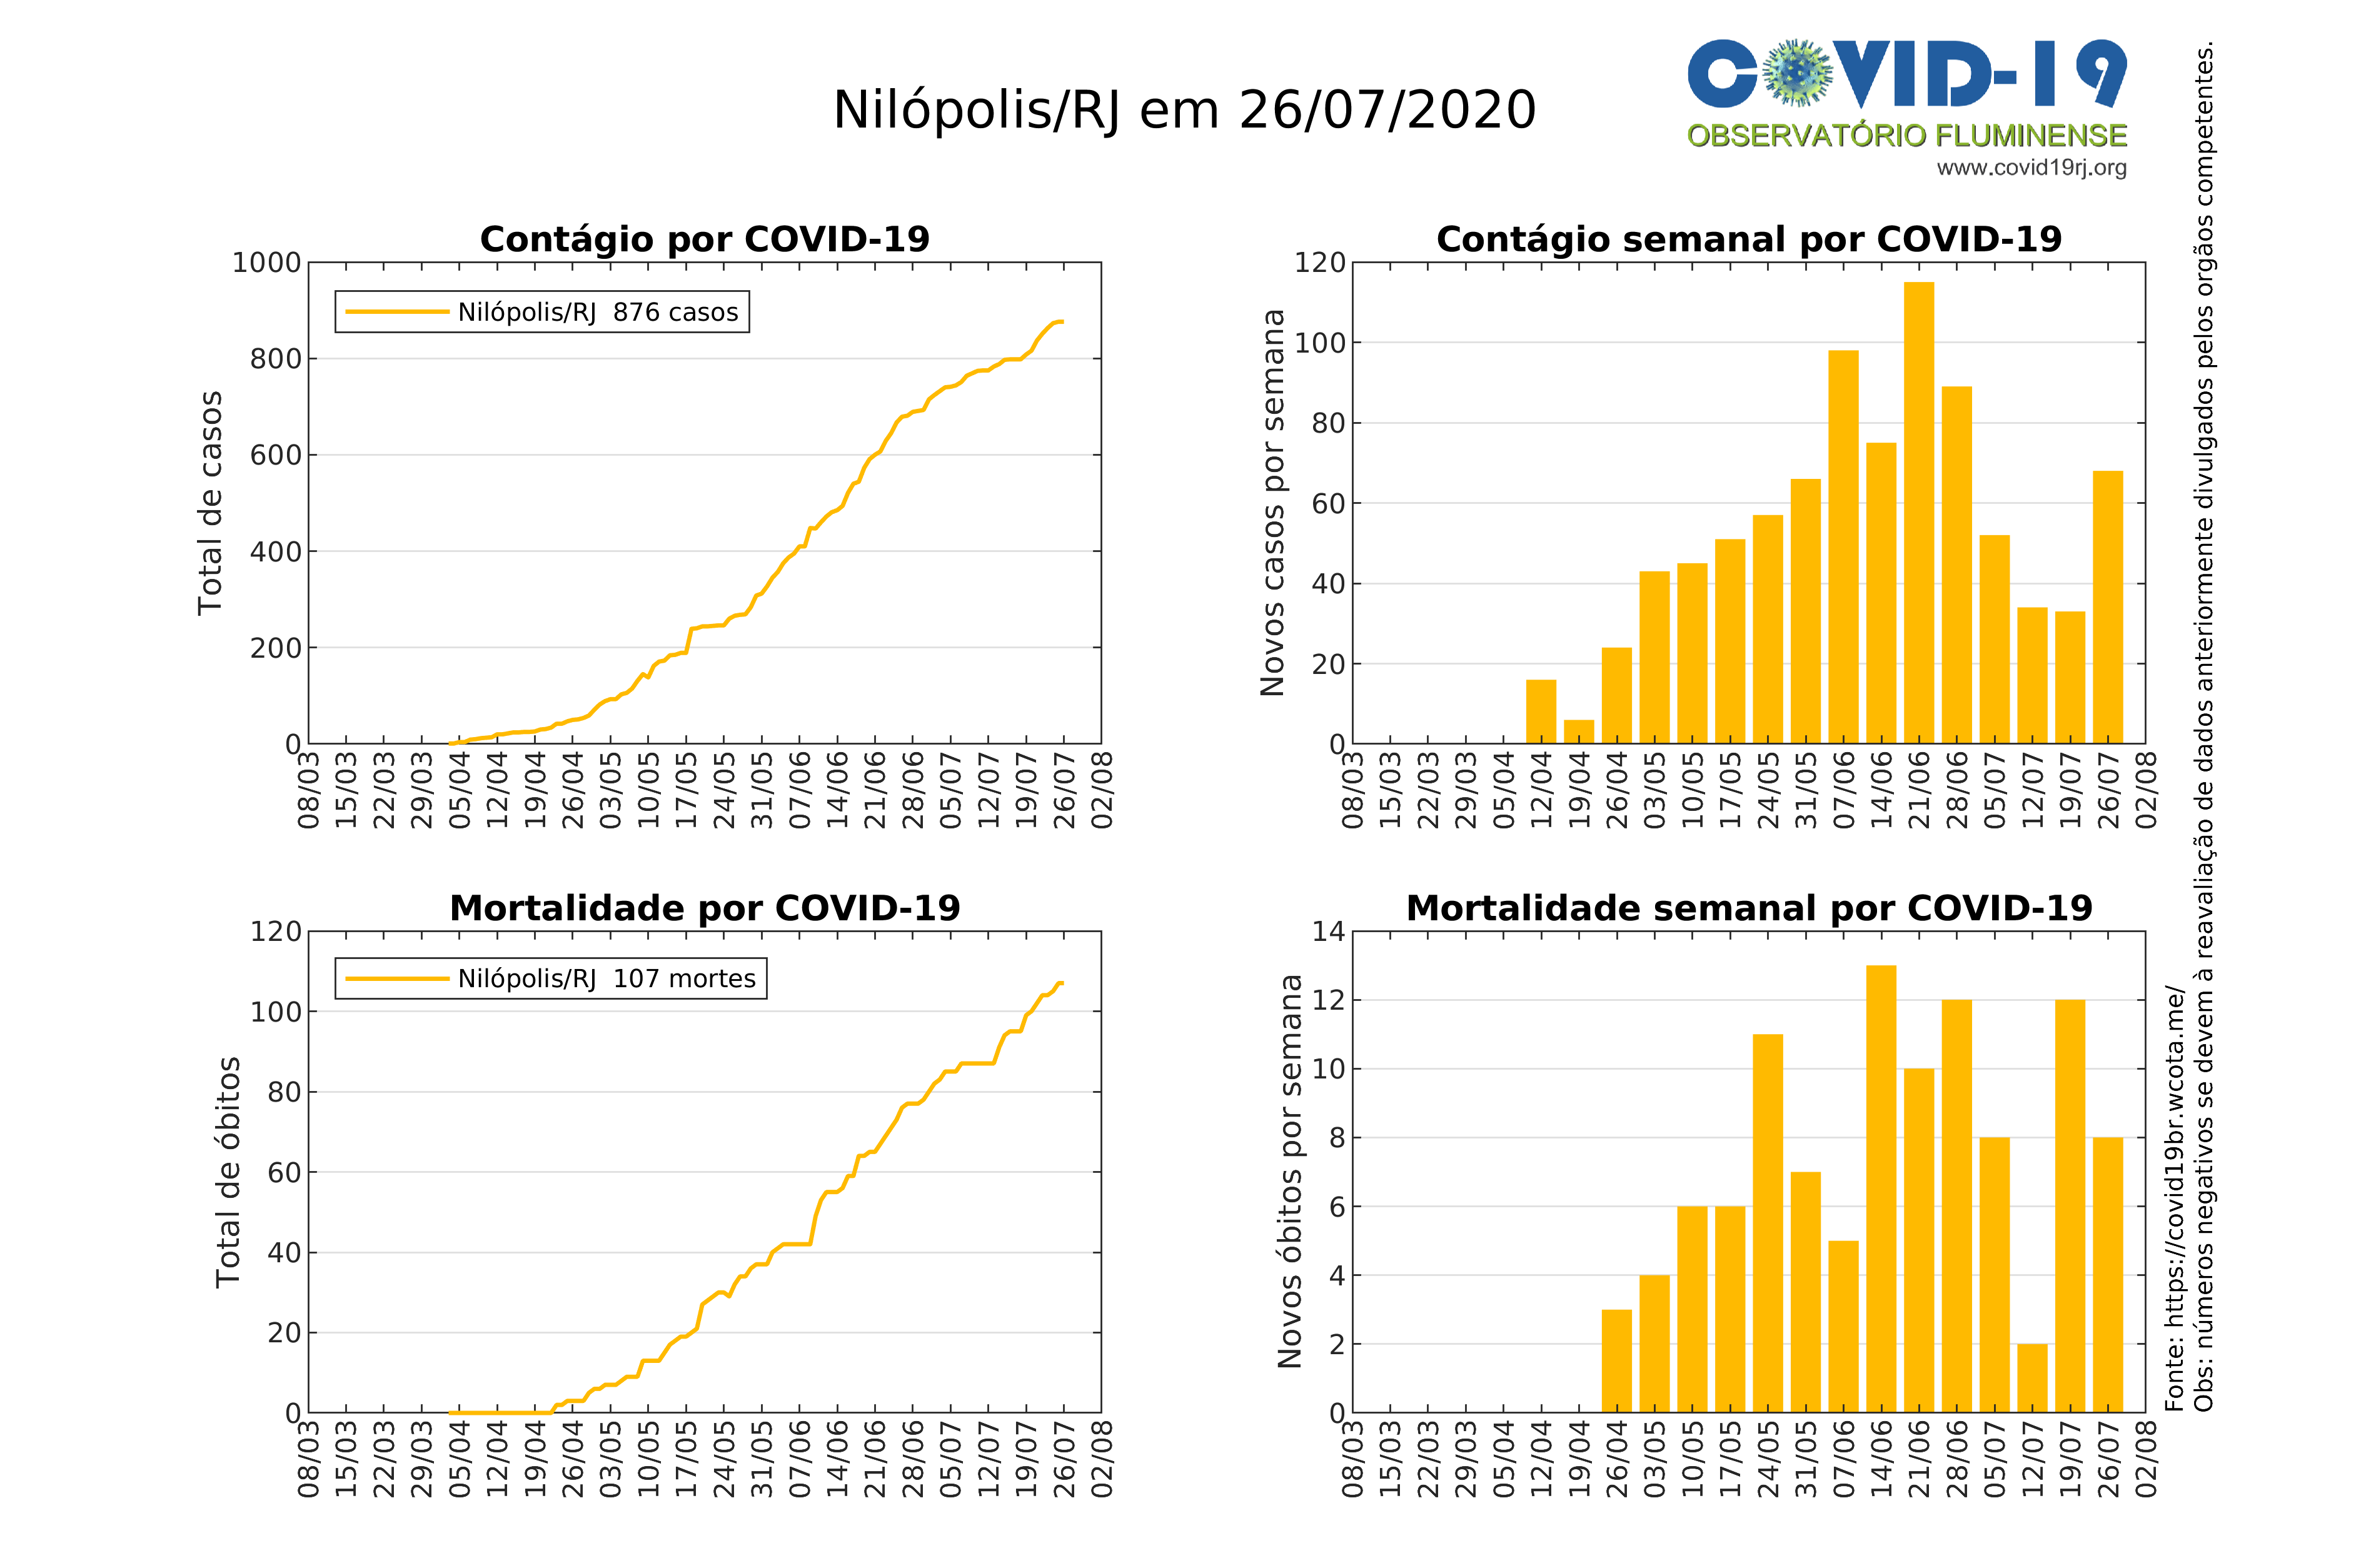 Nilópolis/RJ em 26/07/2020
COVID-19
OBSERVATÓRIO FLUMINENSE
www.covid19rj.org
Contágio por COVID-19
Total de casos
1000
800
600
400
200
0
Nilópolis/RJ 876 casos
08/03 15/03 22/03 29/03 05/04 12/04 19/04 26/04 03/05 10/05 17/05 24/05 31/05 07/06 14/06 21/06 28/06 05/07 12/07 19/07 26/07 02/08
Contágio semanal por COVID-19
Novos casos por semana
120
100
80
60
40
20
0
08/03 15/03 22/03 29/03 05/04 12/04 19/04 26/04 03/05 10/05 17/05 24/05 31/05 07/06 14/06 21/06 28/06 05/07 12/07 19/07 26/07 02/08
Mortalidade por COVID-19
Total de óbitos
120
100
80
60
40
20
0
Nilópolis/RJ 107 mortes
08/03 15/03 22/03 29/03 05/04 12/04 19/04 26/04 03/05 10/05 17/05 24/05 31/05 07/06 14/06 21/06 28/06 05/07 12/07 19/07 26/07 02/08
Mortalidade semanal por COVID-19
Novos óbitos por semana
14
12
10
8
6
4
2
0
08/03 15/03 22/03 29/03 05/04 12/04 19/04 26/04 03/05 10/05 17/05 24/05 31/05 07/06 14/06 21/06 28/06 05/07 12/07 19/07 26/07 02/08
Fonte: https://covid19br.wcota.me/
Obs: números negativos se devem à reavaliação de dados anteriormente divulgados pelos orgãos competentes.